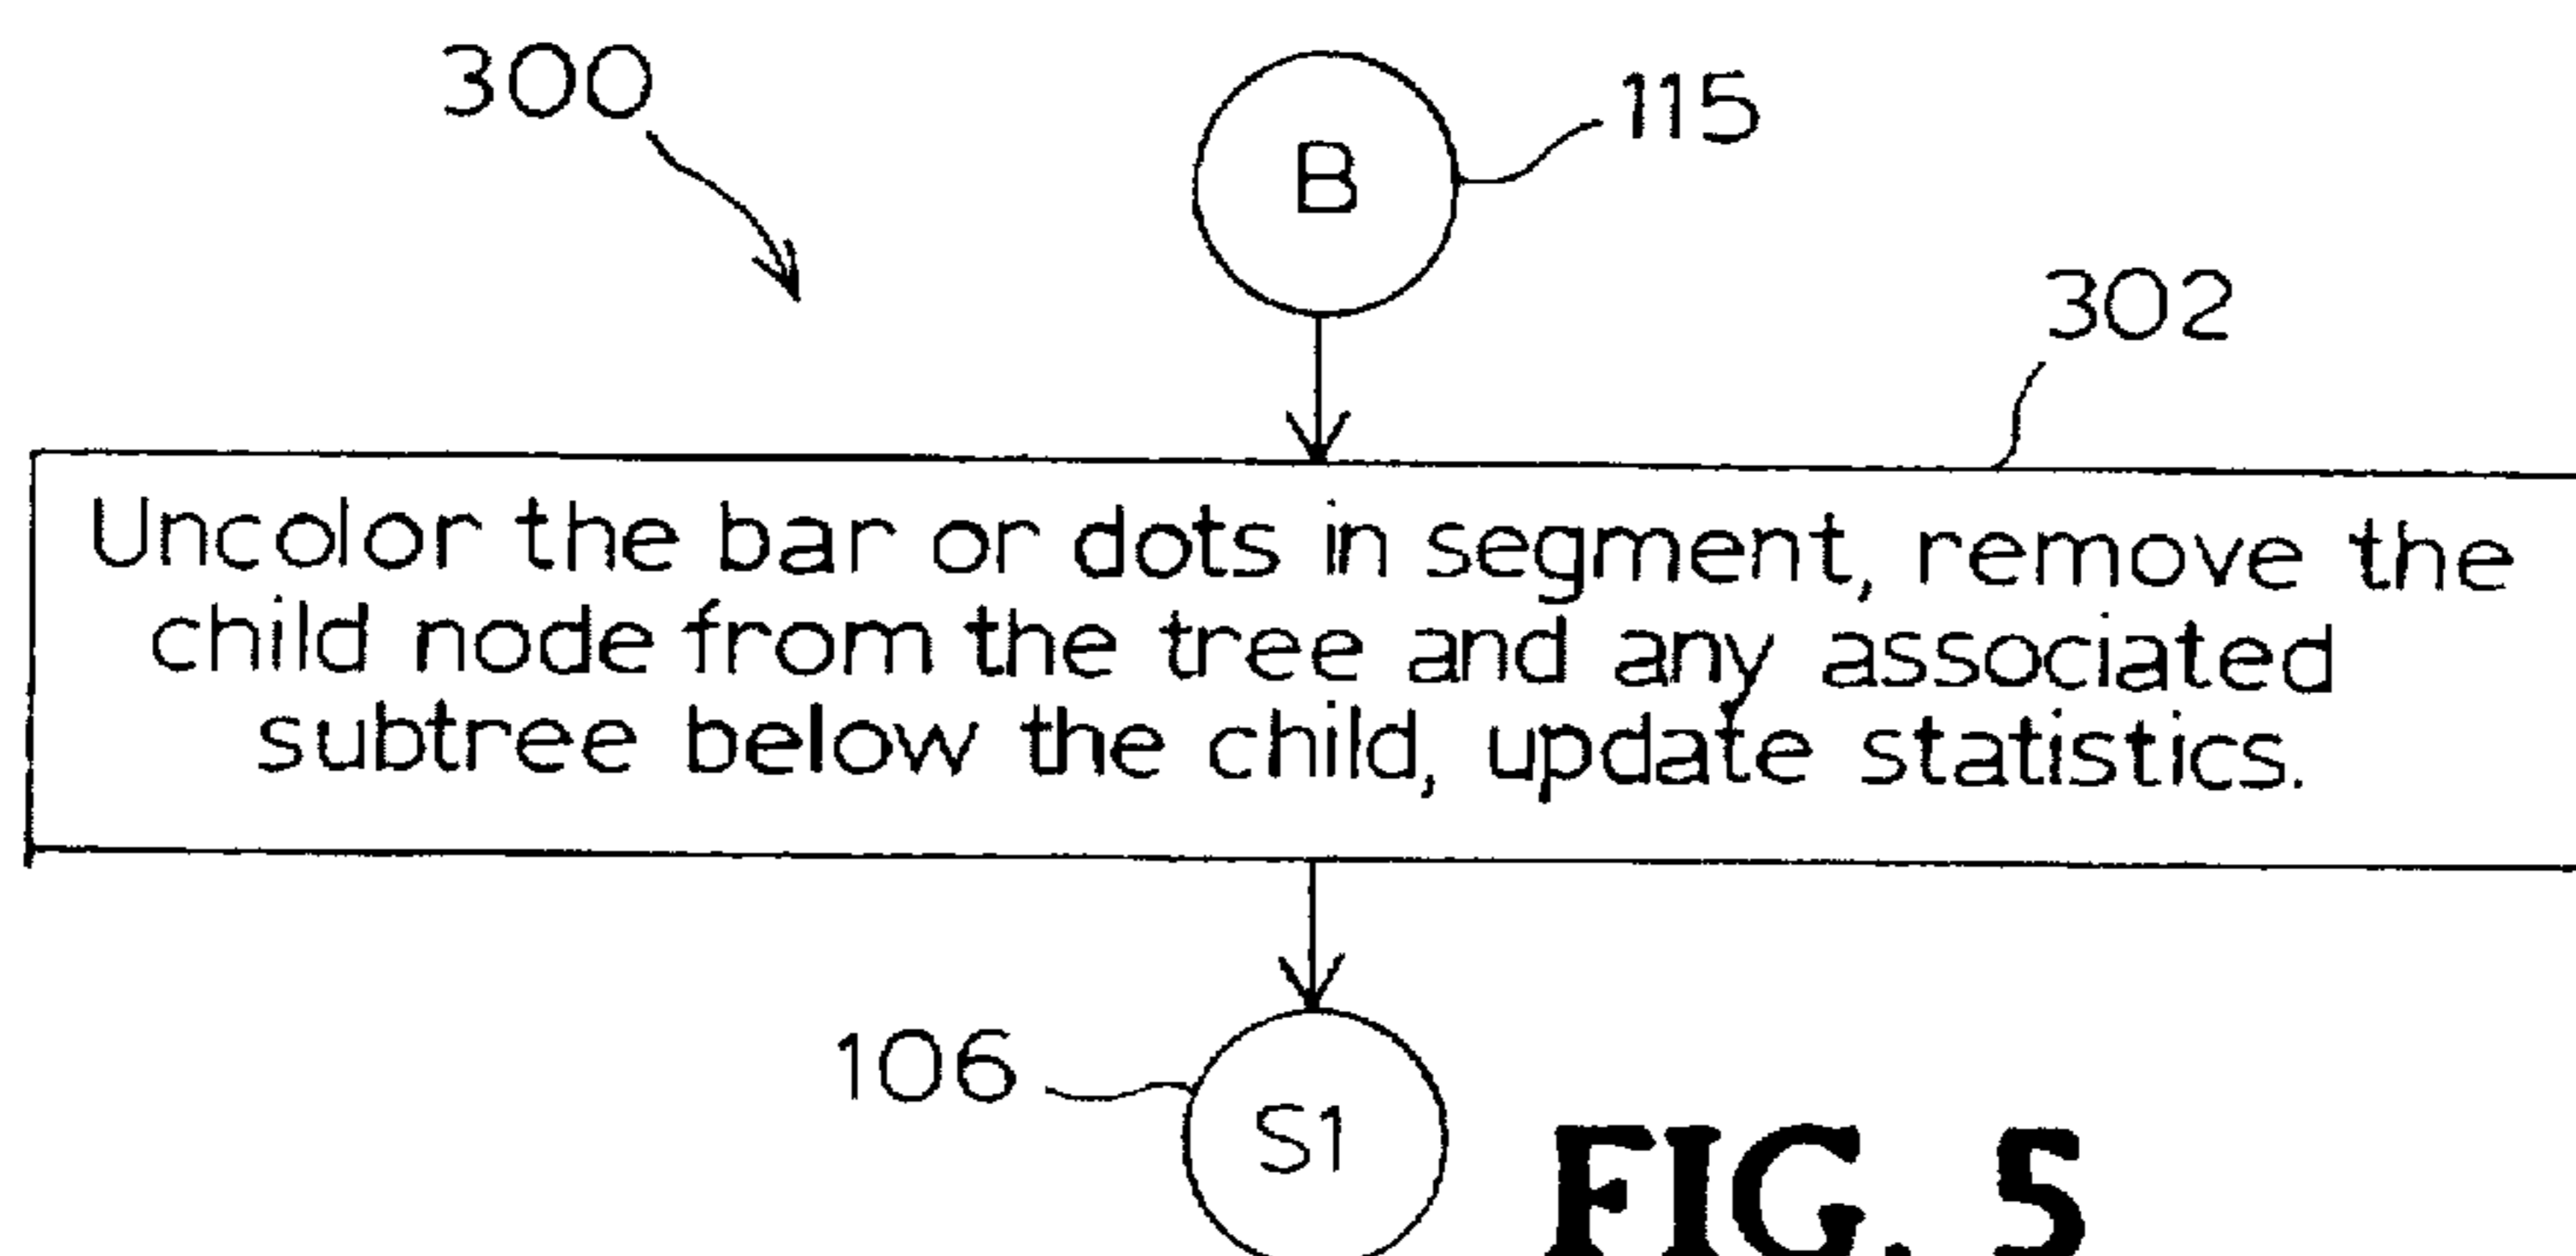 300
B
115
302
Uncolor the bar or dots in segment, remove the
child node from the tree and any associated
subtree below the child, update statistics.
106
S1
FIG. 5